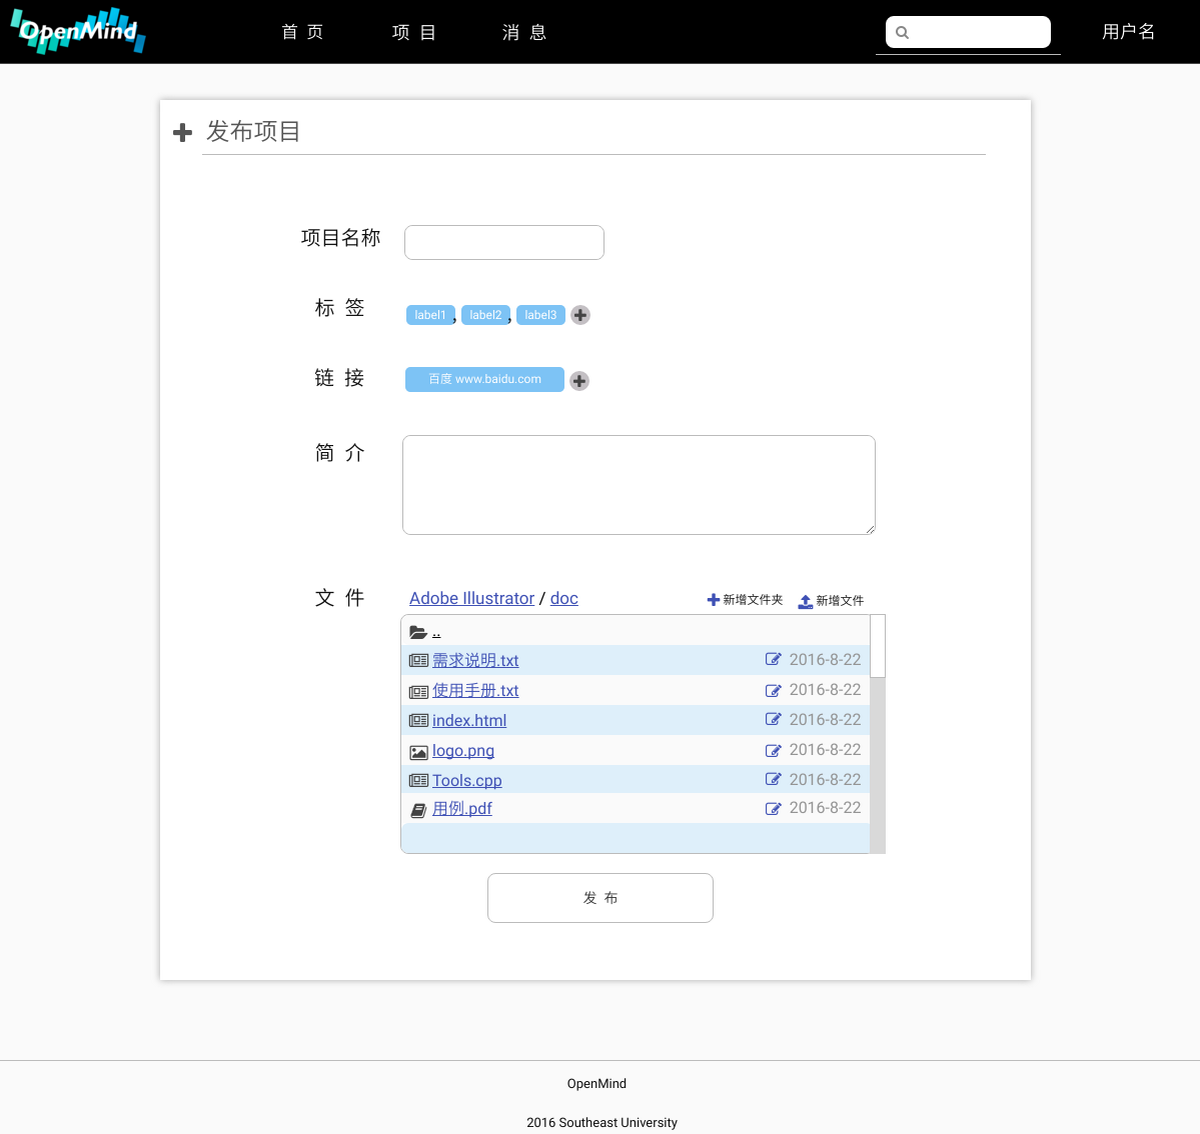 OpenMind 首 页 项 目 消 息 用户名
发布项目
项目名称
标 签 label1 , label2 , label3
链 接 百度 www.baidu.com
简 介
文 件 Adobe Illustrator / doc 新增文件夹 新增文件
..
需求说明.txt 2016-8-22
使用手册.txt 2016-8-22
index.html 2016-8-22
logo.png 2016-8-22
Tools.cpp 2016-8-22
用例.pdf 2016-8-22
发 布
OpenMind
2016 Southeast University